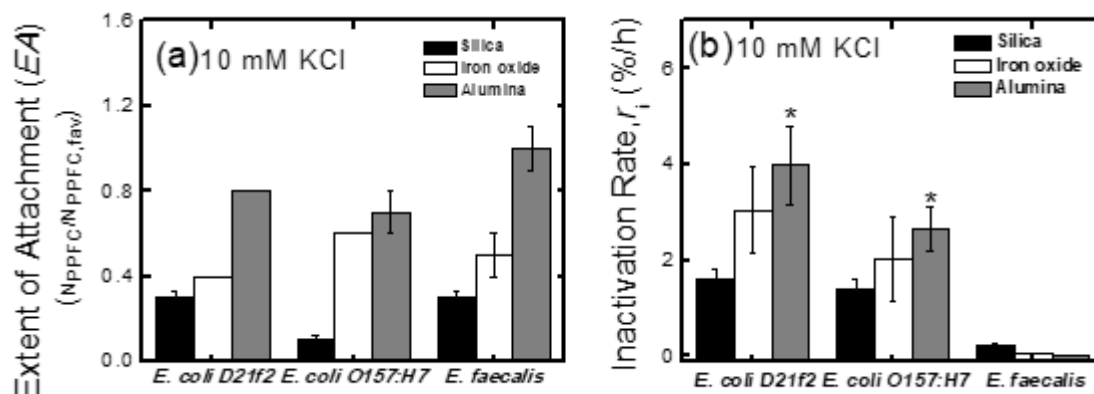 Extent of Attachment (EA)
(NPPFC/NPPFC,fav)
1.6
1.2
0.8
0.4
0.0
(a)10 mM KCl
Silica
Iron oxide
Alumina
E. coli D21f2 E. coli O157:H7 E. faecalis
Inactivation Rate, ri (%/h)
6
4
2
0
(b)10 mM KCl
Silica
Iron oxide
Alumina
*
*
E. coli D21f2 E. coli O157:H7 E. faecalis